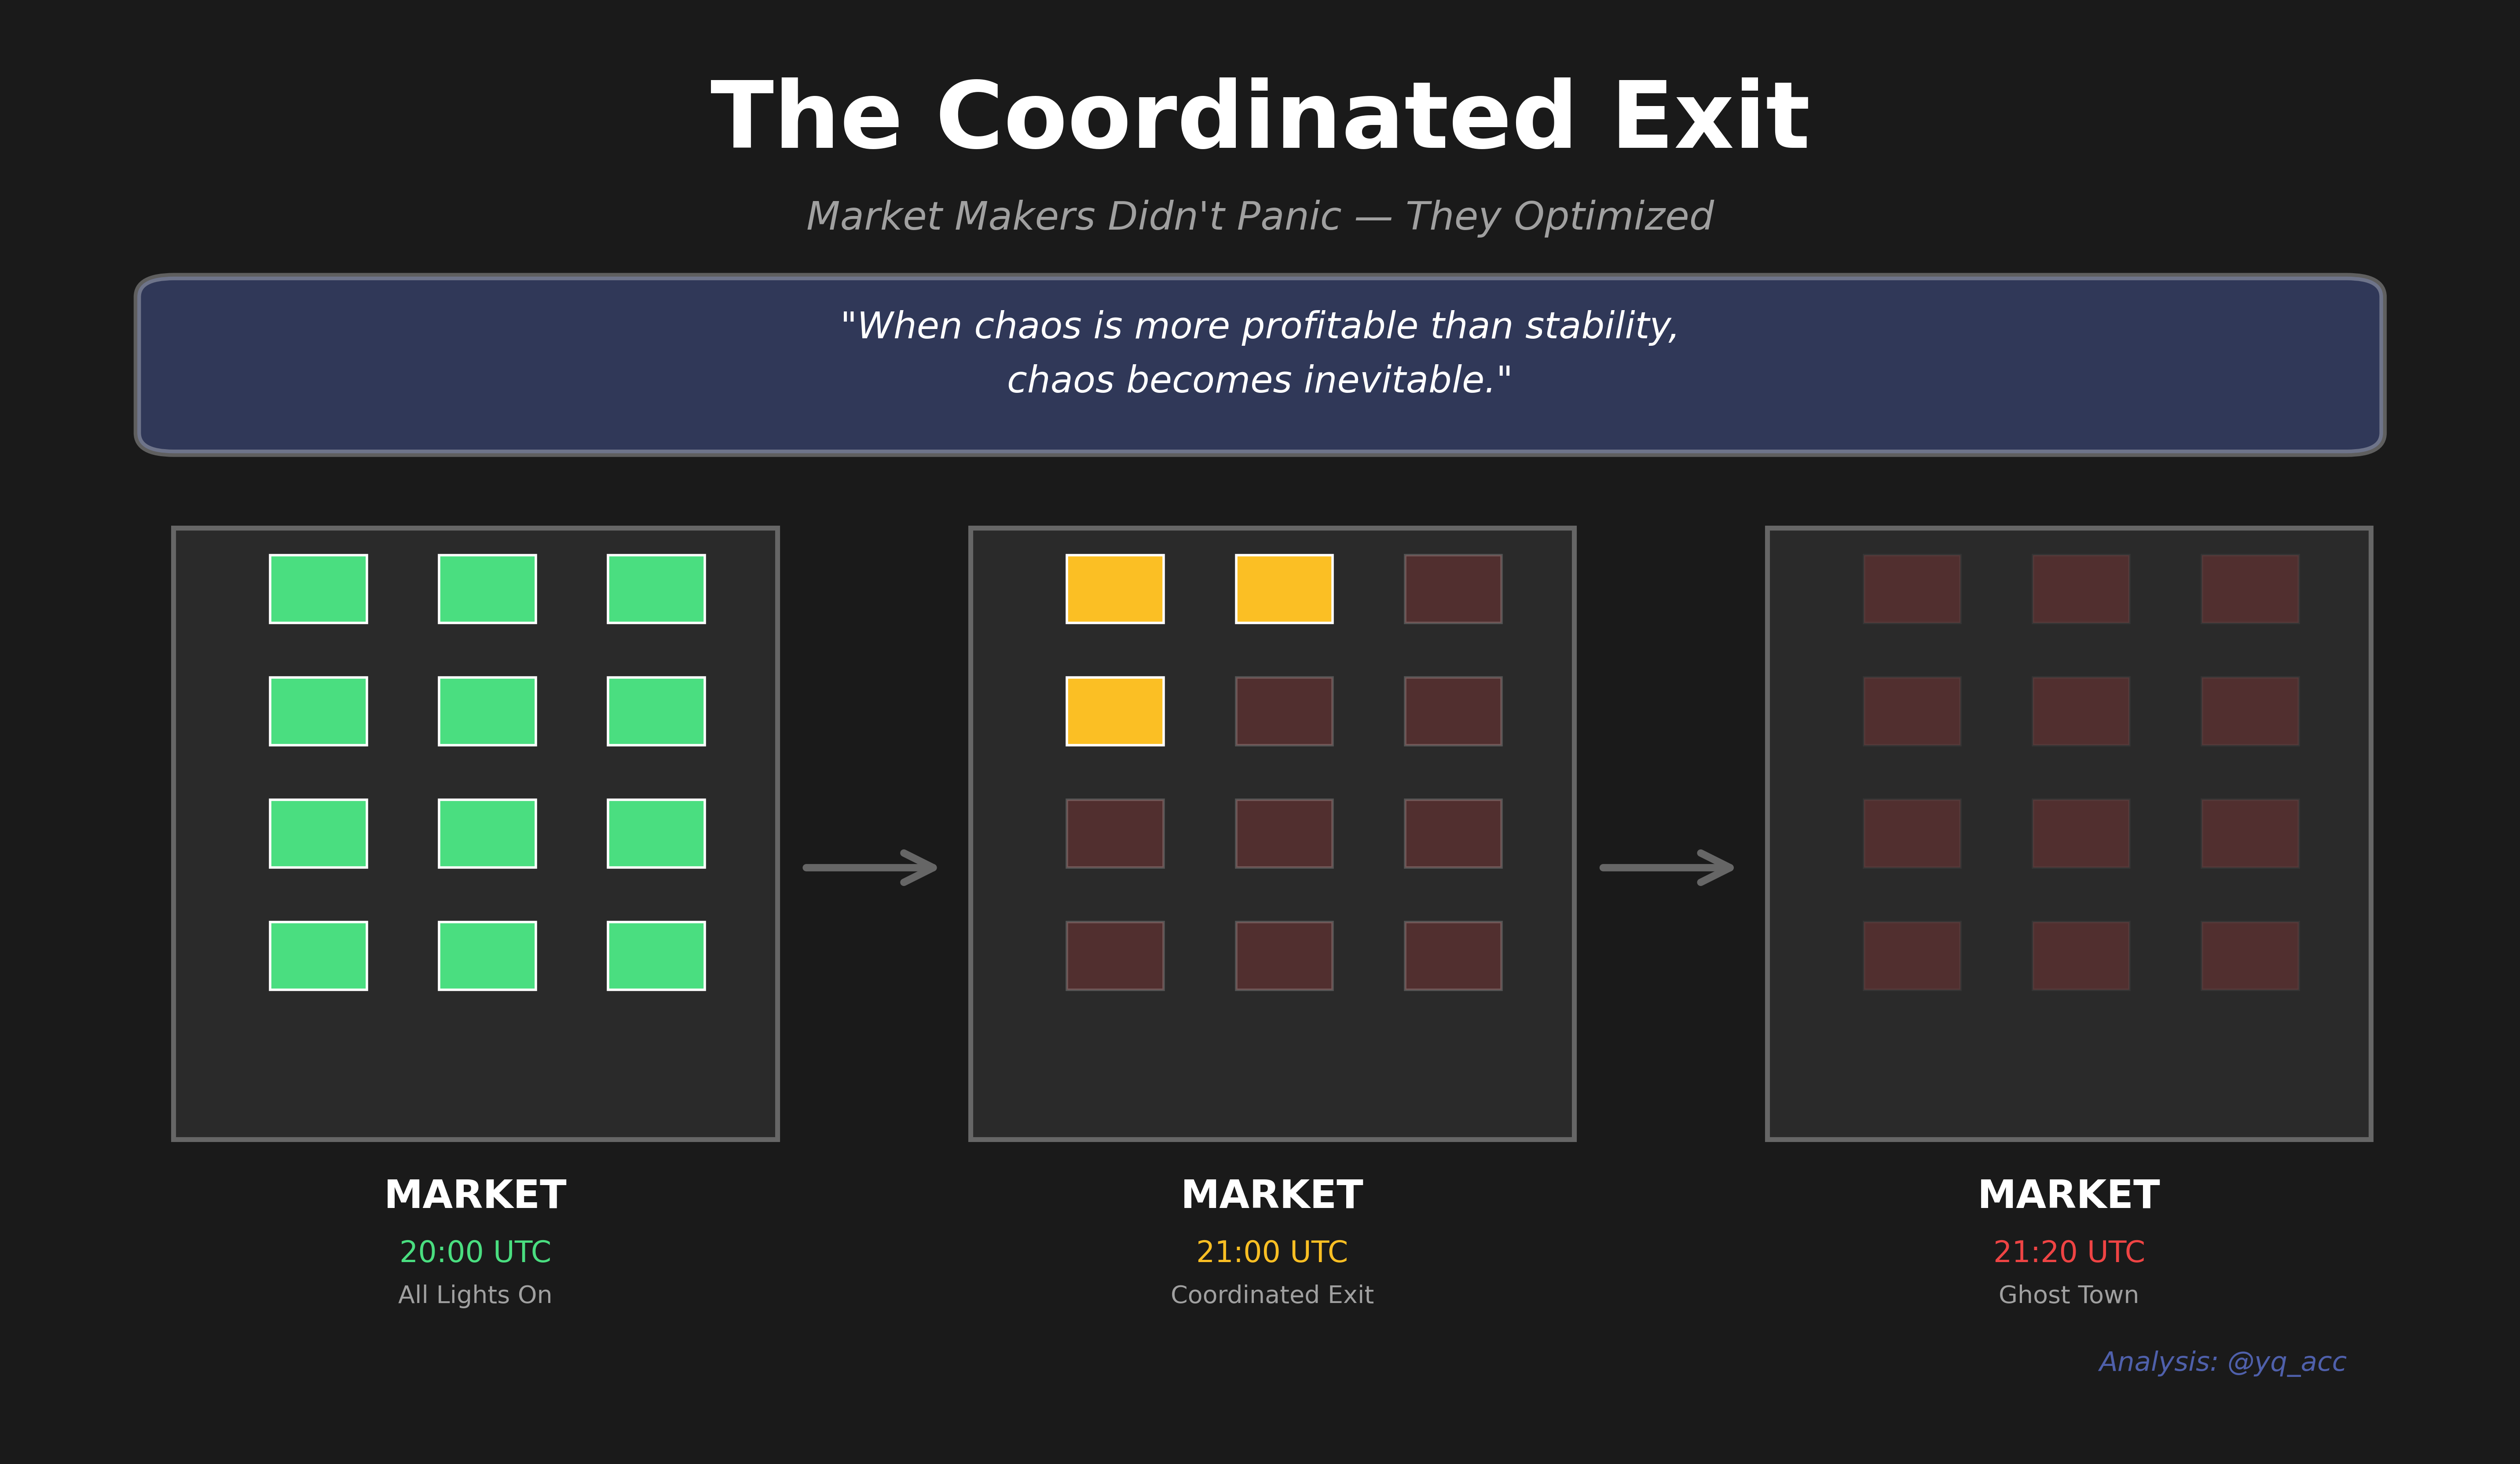 The Coordinated Exit
Market Makers Didn't Panic — They Optimized
"When chaos is more profitable than stability,
chaos becomes inevitable."
MARKET
20:00 UTC
All Lights On
MARKET
21:00 UTC
Coordinated Exit
MARKET
21:20 UTC
Ghost Town
Analysis: @yq_acc